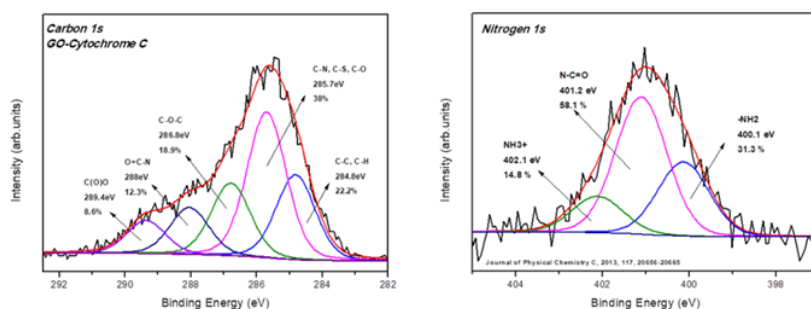 Carbon 1s
GO-Cytochrome C
C-N, C-S, C-O
285.7eV
38%
C-O-C
286.8eV
18.9%
O=C-N
288eV
12.3%
C(O)O
289.4eV
8.6%
C-C, C-H
284.8eV
22.2%
Intensity (arb.units)
292 290 288 286 284 282
Binding Energy (eV)
Nitrogen 1s
N-C=O
401.2 eV
58.1 %
-NH2
400.1 eV
31.3 %
NH3+
402.1 eV
14.8 %
Intensity (arb.units)
Journal of Physical Chemistry C, 2013, 117, 20656-20665
404 402 400 398
Binding Energy (eV)